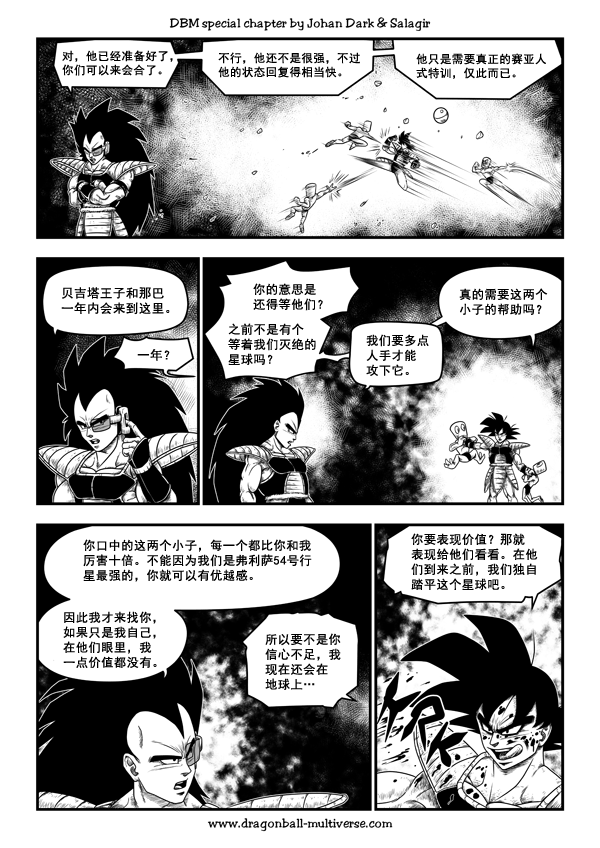 DBM special chapter by Johan Dark & Salagir
对，他已经准备好了，
你们可以来会合了。
不行，他还不是很强，不过
他的状态回复得相当快。
他只是需要真正的赛亚人
式特训，仅此而已。
贝吉塔王子和那巴
一年内会来到这里。
一年？
你的意思是
还得等他们？
之前不是有个
等着我们灭绝的
星球吗？
我们要多点
人手才能
攻下它。
真的需要这两个
小子的帮助吗？
你口中的这两个小子，每一个都比你和我
厉害十倍。不能因为我们是弗利萨54号行
星最强的，你就可以有优越感。
因此我才来找你，
如果只是我自己，
在他们眼里，我
一点价值都没有。
所以要不是你
信心不足，我
现在还会在
地球上…
你要表现价值？那就
表现给他们看看。在他
们到来之前，我们独自
踏平这个星球吧。
KRK
www.dragonball-multiverse.com